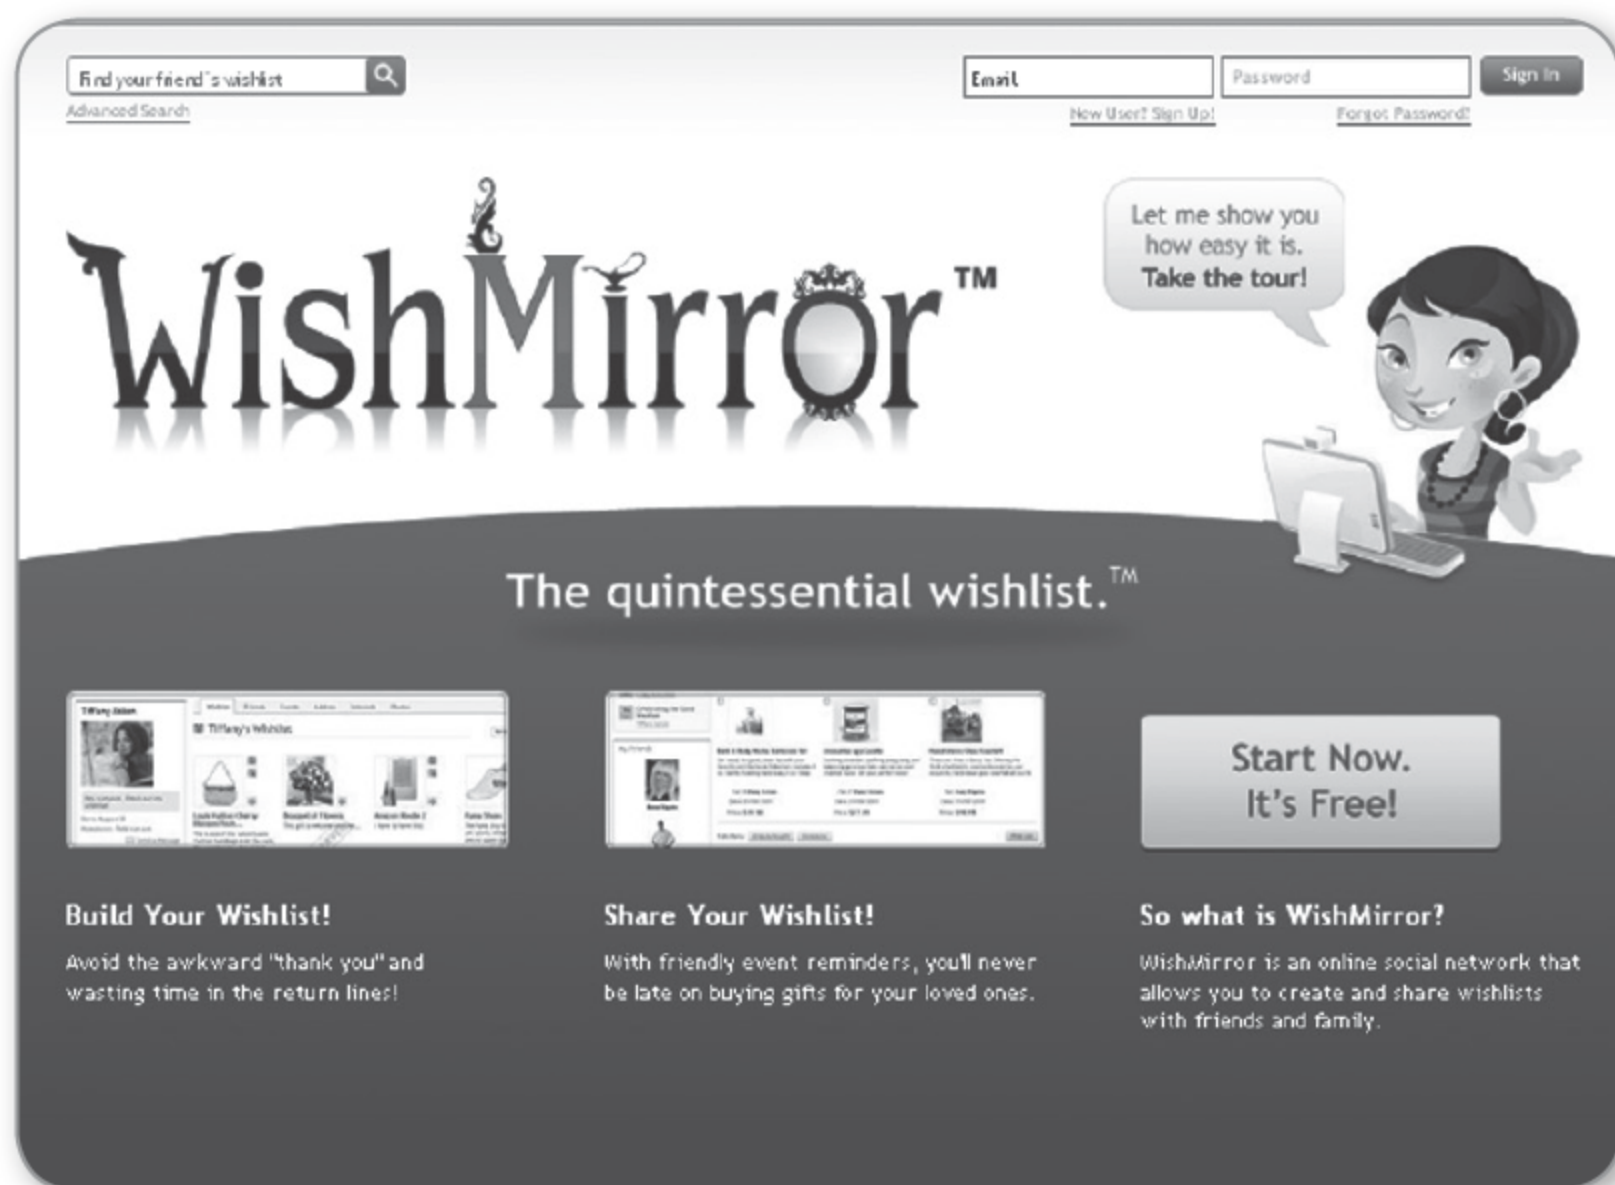 Find your friend's wishlist
Advanced Search
Email
Password
Sign In
New User? Sign Up!
Forgot Password?
WishMirror™
Let me show you
how easy it is.
Take the tour!
The quintessential wishlist.™
Tiffany's Wishlist
My Friends
Start Now.
It's Free!
Build Your Wishlist!
Avoid the awkward "thank you" and
wasting time in the return lines!
Share Your Wishlist!
With friendly event reminders, you'll never
be late on buying gifts for your loved ones.
So what is WishMirror?
WishMirror is an online social network that
allows you to create and share wishlists
with friends and family.